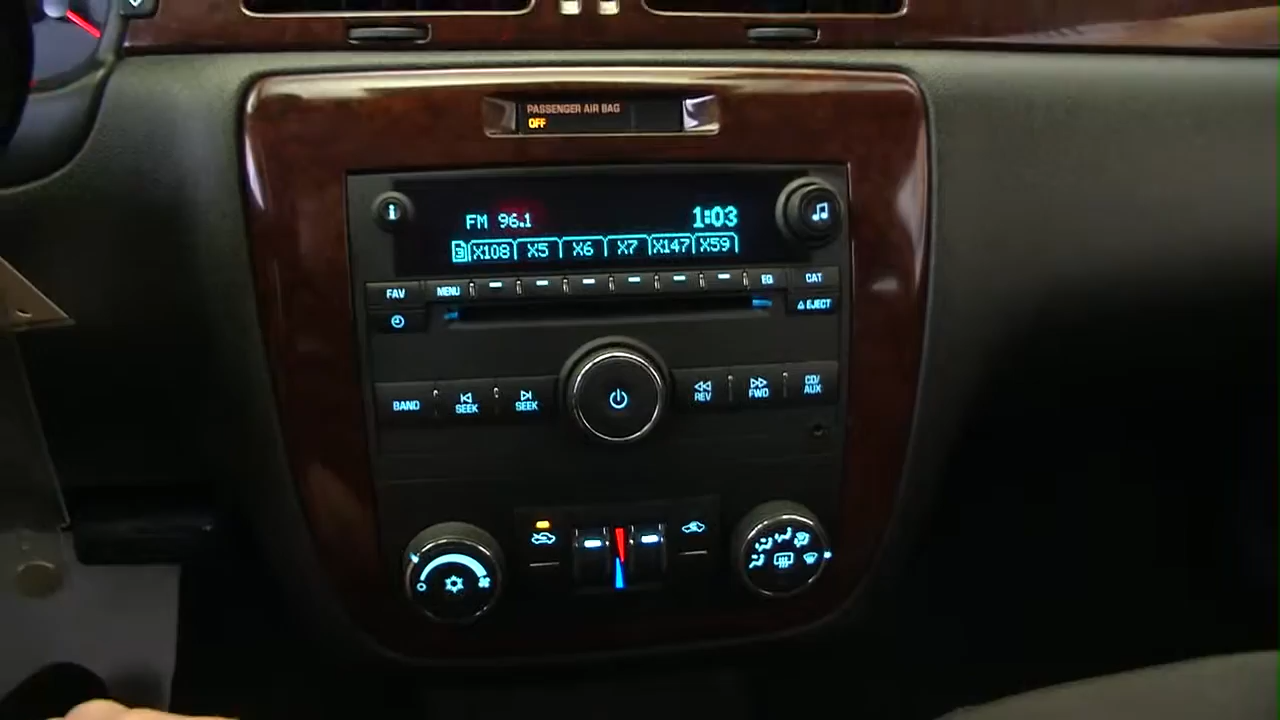 PASSENGER AIR BAG
OFF
FM 96.1 1:03
3 X108 X5 X6 X7 X147 X59
FAV MENU EQ CAT
EJECT
BAND SEEK SEEK REV FWD CD/
AUX